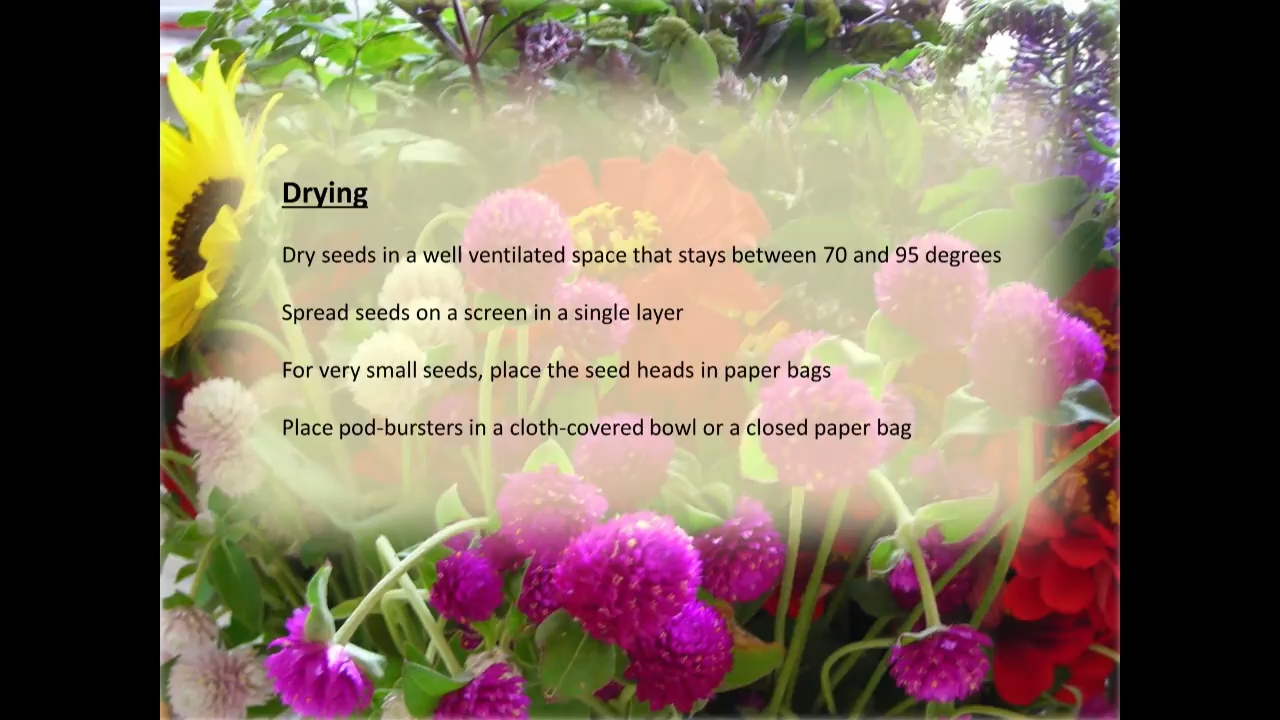 Drying
Dry seeds in a well ventilated space that stays between 70 and 95 degrees
Spread seeds on a screen in a single layer
For very small seeds, place the seed heads in paper bags
Place pod-bursters in a cloth-covered bowl or a closed paper bag